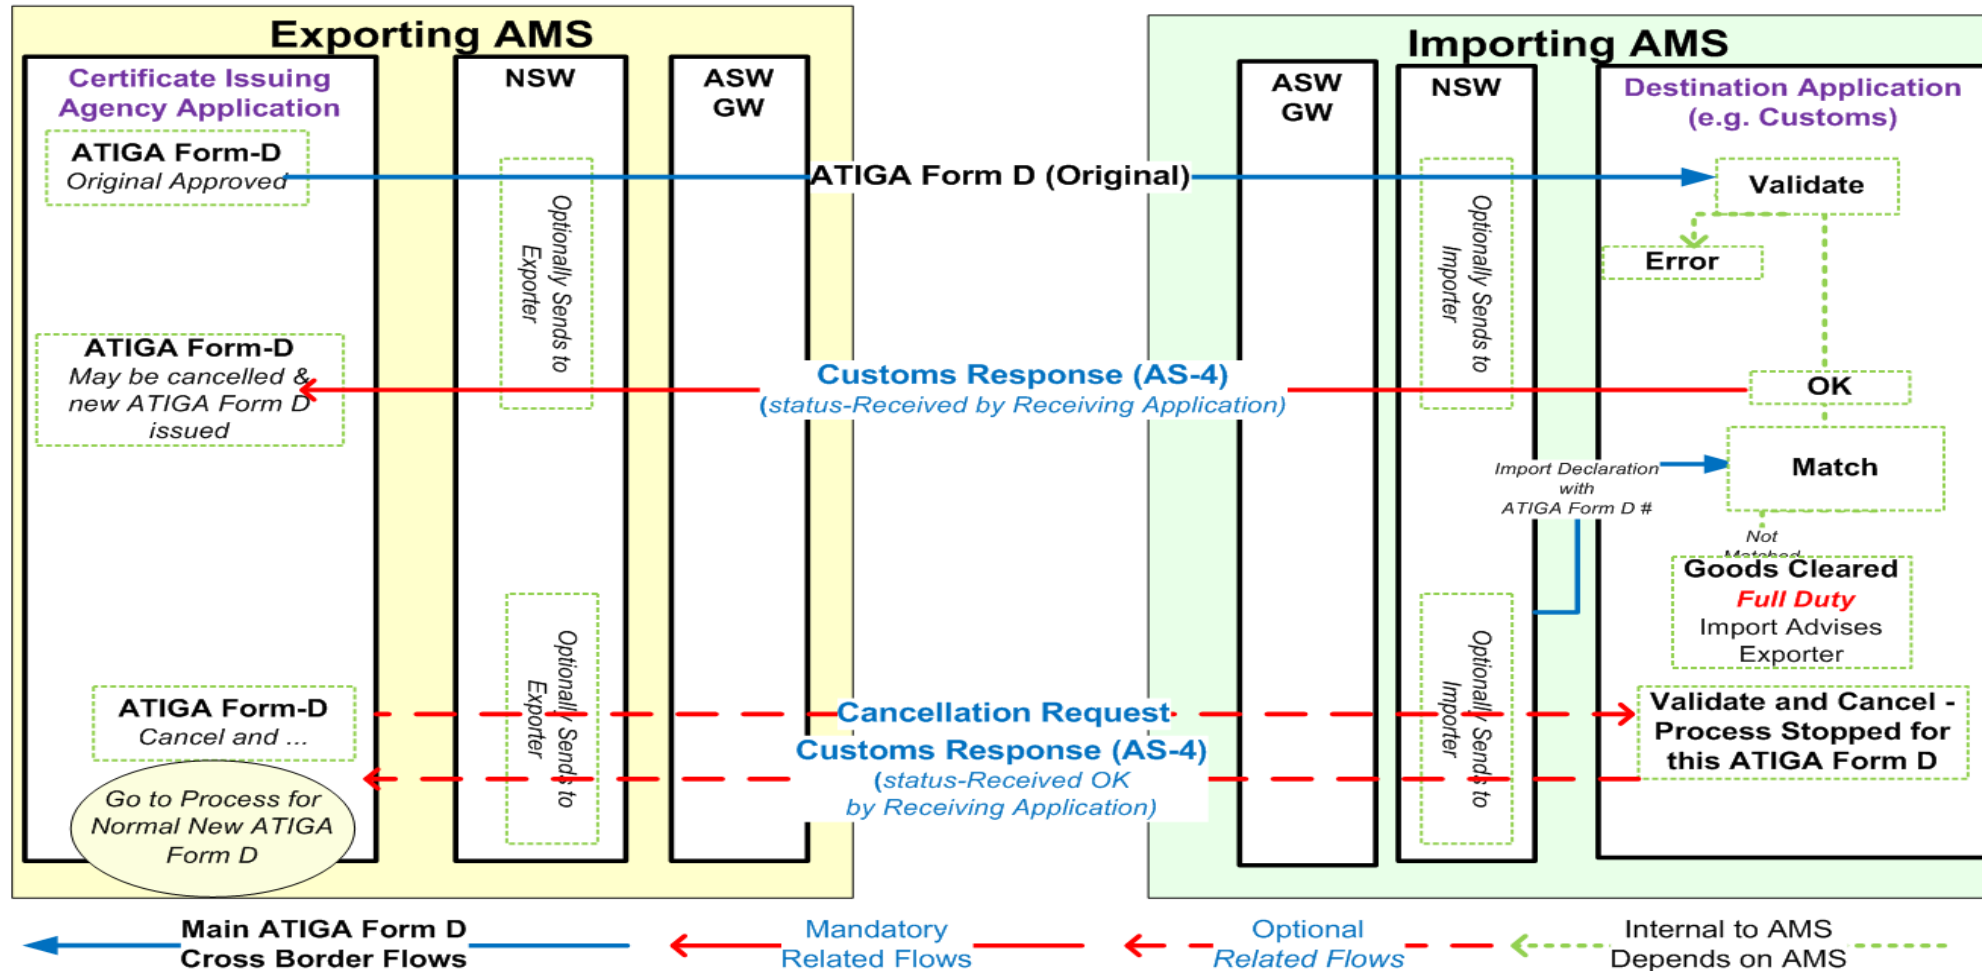 Exporting AMS
Certificate Issuing
Agency Application
NSW
ASW
GW
ATIGA Form-D
Original Approved
Optionally Sends to
Exporter
ATIGA Form-D
May be cancelled &
new ATIGA Form D
issued
Optionally Sends to
Exporter
ATIGA Form-D
Cancel and ...
Go to Process for
Normal New ATIGA
Form D
ATIGA Form D (Original)
Customs Response (AS-4)
(status-Received by Receiving Application)
Cancellation Request
Customs Response (AS-4)
(status-Received OK
by Receiving Application)
Importing AMS
ASW
GW
NSW
Destination Application
(e.g. Customs)
Optionally Sends to
Importer
Validate
Error
OK
Import Declaration
with
ATIGA Form D #
Match
Not
Matched
Goods Cleared
Full Duty
Import Advises
Exporter
Optionally Sends to
Importer
Validate and Cancel -
Process Stopped for
this ATIGA Form D
Main ATIGA Form D
Cross Border Flows
Mandatory
Related Flows
Optional
Related Flows
Internal to AMS
Depends on AMS